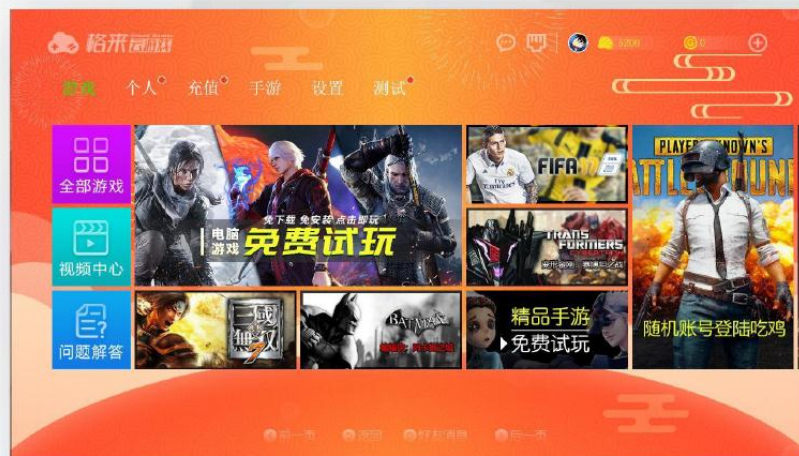 格来云游戏
5200
0
游戏 个人 充值 手游 设置 测试
全部游戏
视频中心
问题解答
免下载 免安装 点击即玩
电脑
游戏
免费试玩
FIFA
TRANSFORMERS
三國無双7
BATMAN
精品手游
免费试玩
PLAYERUNKNOWN'S
BATTLEGROUNDS
随机账号登陆吃鸡
前一页 返回 好友消息 后一页